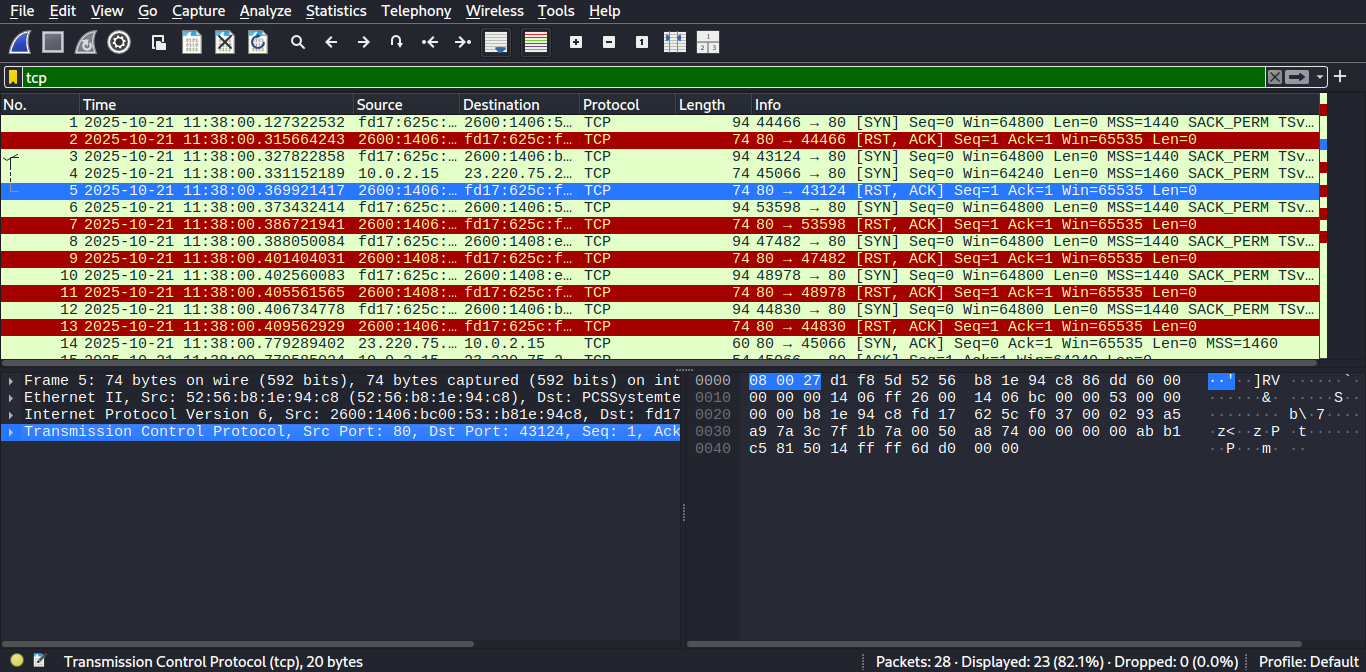 File Edit View Go Capture Analyze Statistics Telephony Wireless Tools Help
tcp
No. Time Source Destination Protocol Length Info
1 2025-10-21 11:38:00.127322532 fd17:625c:… 2600:1406:5… TCP 94 44466 → 80 [SYN] Seq=0 Win=64800 Len=0 MSS=1440 SACK_PERM TSv…
2 2025-10-21 11:38:00.315664243 2600:1406:… fd17:625c:f… TCP 74 80 → 44466 [RST, ACK] Seq=1 Ack=1 Win=65535 Len=0
3 2025-10-21 11:38:00.327822858 fd17:625c:… 2600:1406:b… TCP 94 43124 → 80 [SYN] Seq=0 Win=64800 Len=0 MSS=1440 SACK_PERM TSv…
4 2025-10-21 11:38:00.331152189 10.0.2.15 23.220.75.2… TCP 74 45066 → 80 [SYN] Seq=0 Win=64240 Len=0 MSS=1460 SACK_PERM TSv…
5 2025-10-21 11:38:00.369921417 2600:1406:… fd17:625c:f… TCP 74 80 → 43124 [RST, ACK] Seq=1 Ack=1 Win=65535 Len=0
6 2025-10-21 11:38:00.373432414 fd17:625c:… 2600:1406:5… TCP 94 53598 → 80 [SYN] Seq=0 Win=64800 Len=0 MSS=1440 SACK_PERM TSv…
7 2025-10-21 11:38:00.386721941 2600:1406:… fd17:625c:f… TCP 74 80 → 53598 [RST, ACK] Seq=1 Ack=1 Win=65535 Len=0
8 2025-10-21 11:38:00.388050084 fd17:625c:… 2600:1408:e… TCP 94 47482 → 80 [SYN] Seq=0 Win=64800 Len=0 MSS=1440 SACK_PERM TSv…
9 2025-10-21 11:38:00.401404031 2600:1408:… fd17:625c:f… TCP 74 80 → 47482 [RST, ACK] Seq=1 Ack=1 Win=65535 Len=0
10 2025-10-21 11:38:00.402560083 fd17:625c:… 2600:1408:e… TCP 94 48978 → 80 [SYN] Seq=0 Win=64800 Len=0 MSS=1440 SACK_PERM TSv…
11 2025-10-21 11:38:00.405561565 2600:1408:… fd17:625c:f… TCP 74 80 → 48978 [RST, ACK] Seq=1 Ack=1 Win=65535 Len=0
12 2025-10-21 11:38:00.406734778 fd17:625c:… 2600:1406:b… TCP 94 44830 → 80 [SYN] Seq=0 Win=64800 Len=0 MSS=1440 SACK_PERM TSv…
13 2025-10-21 11:38:00.409562929 2600:1406:… fd17:625c:f… TCP 74 80 → 44830 [RST, ACK] Seq=1 Ack=1 Win=65535 Len=0
14 2025-10-21 11:38:00.779289402 23.220.75.… 10.0.2.15 TCP 60 80 → 45066 [SYN, ACK] Seq=0 Ack=1 Win=65535 Len=0 MSS=1460
Frame 5: 74 bytes on wire (592 bits), 74 bytes captured (592 bits) on int
Ethernet II, Src: 52:56:b8:1e:94:c8 (52:56:b8:1e:94:c8), Dst: PCSSystemte
Internet Protocol Version 6, Src: 2600:1406:bc00:53::b81e:94c8, Dst: fd17
Transmission Control Protocol, Src Port: 80, Dst Port: 43124, Seq: 1, Ack
0000 08 00 27 d1 f8 5d 52 56 b8 1e 94 c8 86 dd 60 00 ··'··]RV ······`·
0010 00 00 00 14 06 ff 26 00 14 06 bc 00 00 53 00 00 ······&· ·····S··
0020 00 00 b8 1e 94 c8 fd 17 62 5c f0 37 00 02 93 a5 ········ b\·7····
0030 a9 7a 3c 7f 1b 7a 00 50 a8 74 00 00 00 00 ab b1 ·z<··z·P ·t······
0040 c5 81 50 14 ff ff 6d d0 00 00 ··P···m· ··
Transmission Control Protocol (tcp), 20 bytes
Packets: 28 · Displayed: 23 (82.1%) · Dropped: 0 (0.0%)
Profile: Default